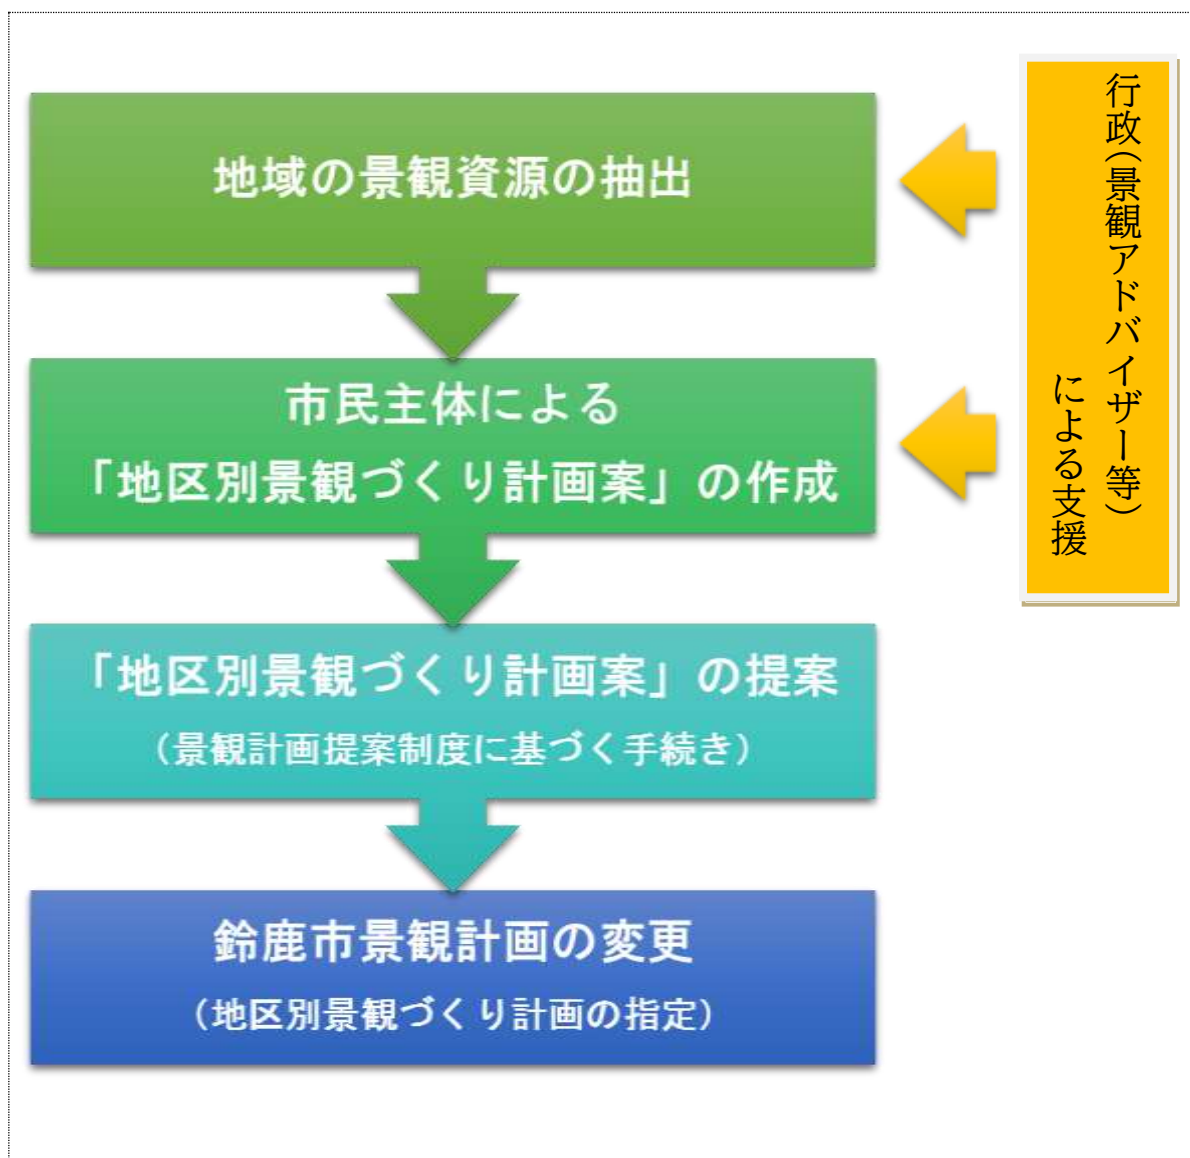 地域の景観資源の抽出
市民主体による
「地区別景観づくり計画案」の作成
「地区別景観づくり計画案」の提案
（景観計画提案制度に基づく手続き）
鈴鹿市景観計画の変更
（地区別景観づくり計画の指定）
行政（景観アドバイザー等）
による支援